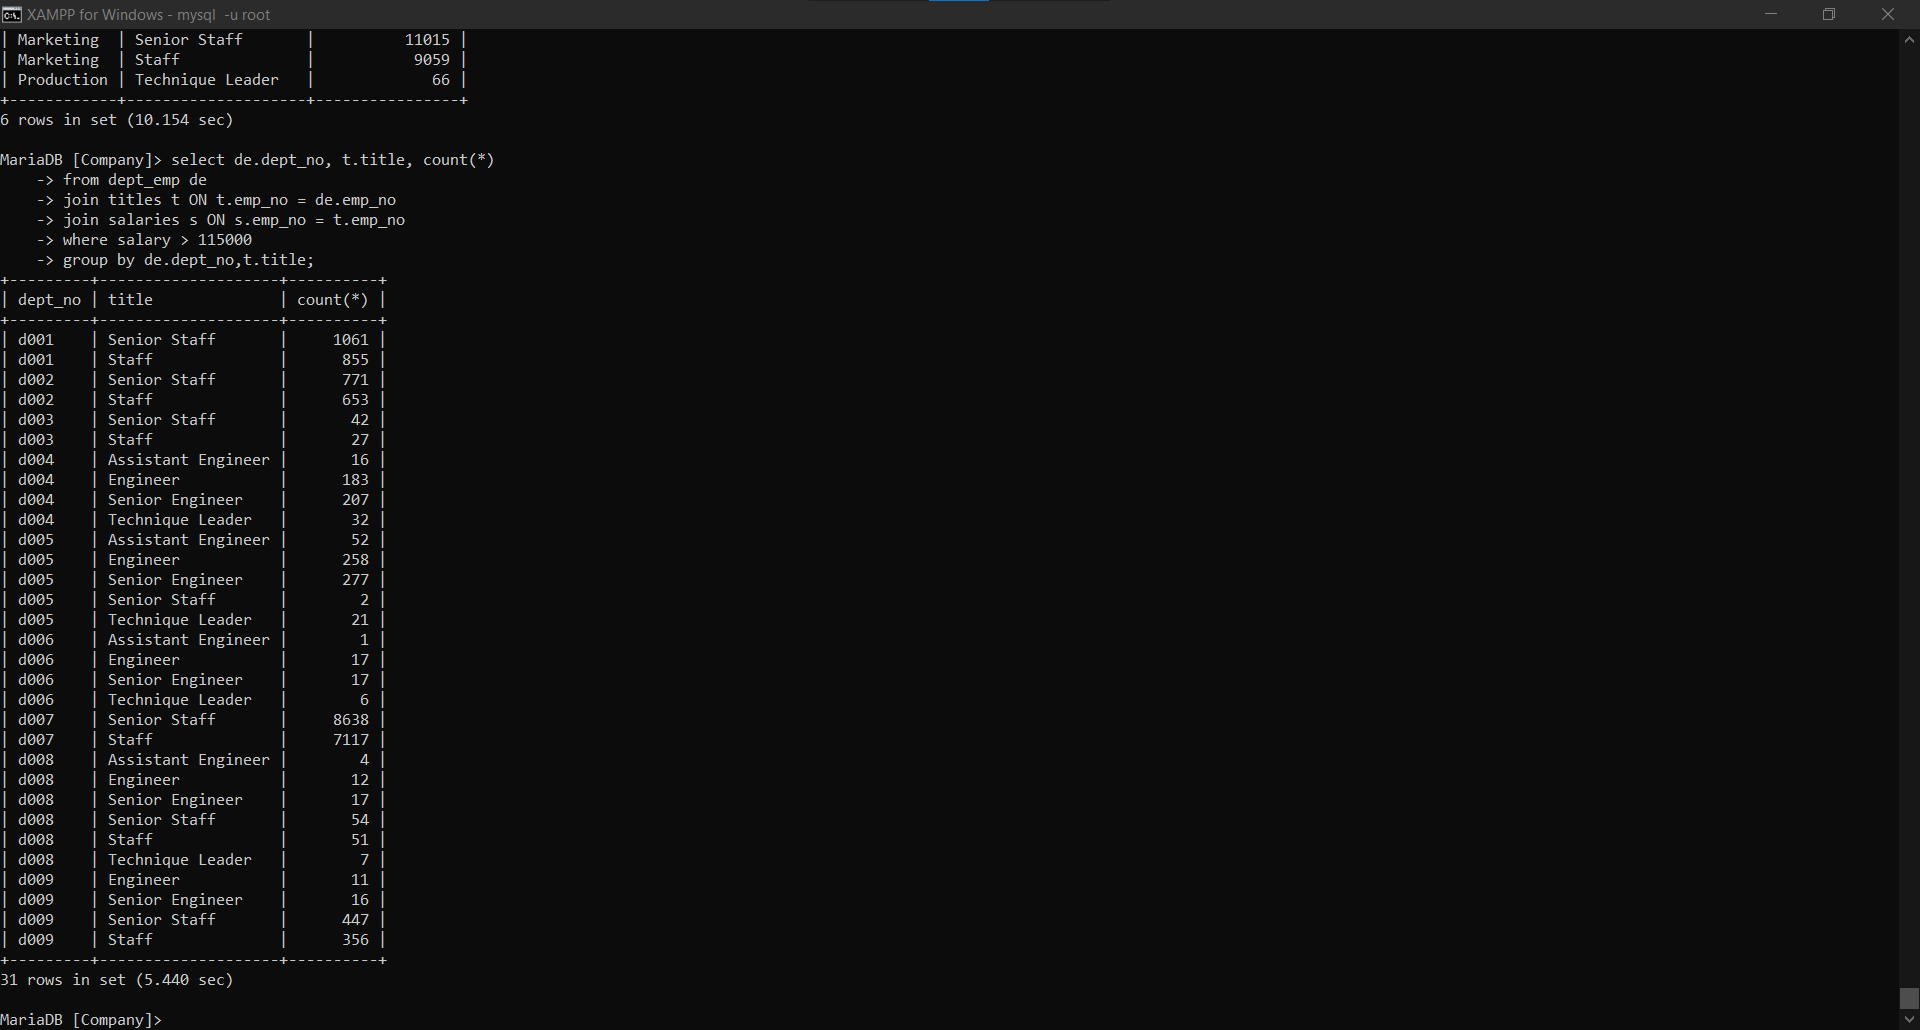 XAMPP for Windows - mysql  -u root
| Marketing  | Senior Staff       |          11015 |
| Marketing  | Staff              |           9059 |
| Production | Technique Leader   |             66 |
+------------+--------------------+----------------+
6 rows in set (10.154 sec)
MariaDB [Company]> select de.dept_no, t.title, count(*)
    -> from dept_emp de
    -> join titles t ON t.emp_no = de.emp_no
    -> join salaries s ON s.emp_no = t.emp_no
    -> where salary > 115000
    -> group by de.dept_no,t.title;
+---------+--------------------+----------+
| dept_no | title              | count(*) |
+---------+--------------------+----------+
| d001    | Senior Staff       |     1061 |
| d001    | Staff              |      855 |
| d002    | Senior Staff       |      771 |
| d002    | Staff              |      653 |
| d003    | Senior Staff       |       42 |
| d003    | Staff              |       27 |
| d004    | Assistant Engineer |       16 |
| d004    | Engineer           |      183 |
| d004    | Senior Engineer    |      207 |
| d004    | Technique Leader   |       32 |
| d005    | Assistant Engineer |       52 |
| d005    | Engineer           |      258 |
| d005    | Senior Engineer    |      277 |
| d005    | Senior Staff       |        2 |
| d005    | Technique Leader   |       21 |
| d006    | Assistant Engineer |        1 |
| d006    | Engineer           |       17 |
| d006    | Senior Engineer    |       17 |
| d006    | Technique Leader   |        6 |
| d007    | Senior Staff       |     8638 |
| d007    | Staff              |     7117 |
| d008    | Assistant Engineer |        4 |
| d008    | Engineer           |       12 |
| d008    | Senior Engineer    |       17 |
| d008    | Senior Staff       |       54 |
| d008    | Staff              |       51 |
| d008    | Technique Leader   |        7 |
| d009    | Engineer           |       11 |
| d009    | Senior Engineer    |       16 |
| d009    | Senior Staff       |      447 |
| d009    | Staff              |      356 |
+---------+--------------------+----------+
31 rows in set (5.440 sec)
MariaDB [Company]>